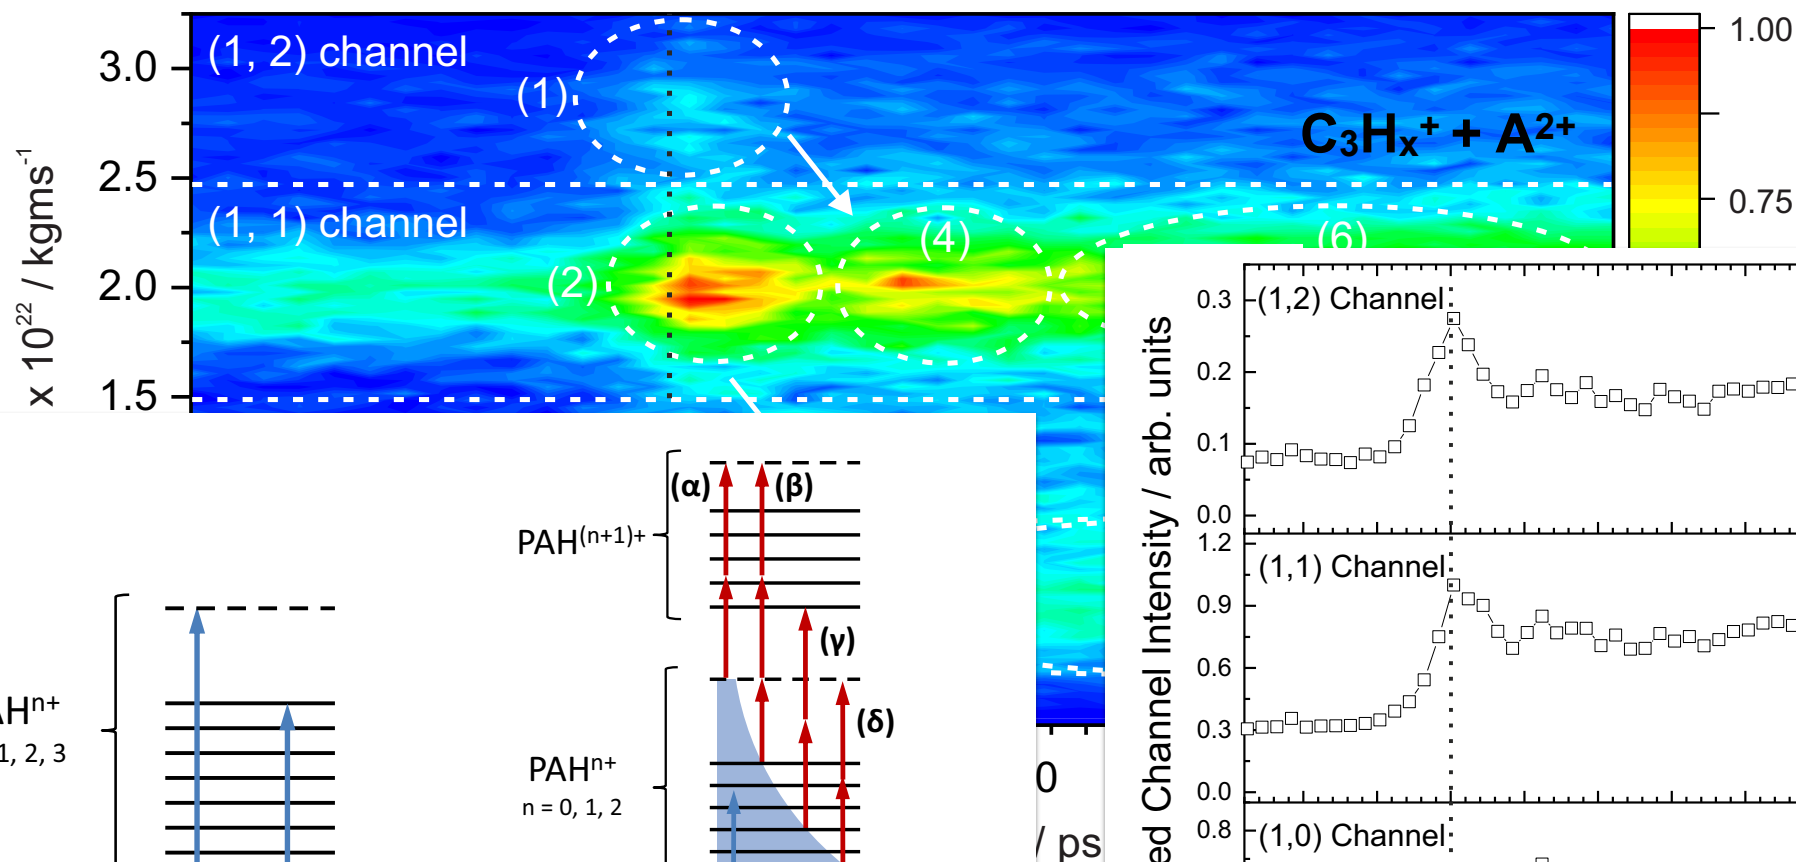 (1, 2) channel
(1)
C₃Hₓ⁺ + A²⁺
(1, 1) channel
(2)
(4)
(6)
3.0
2.5
2.0
1.5
x 10²² / kgms⁻¹
1.00
0.75
0
/ ps
(α)
(β)
PAH⁽ⁿ⁺¹⁾⁺
(γ)
(δ)
PAHⁿ⁺
n = 0, 1, 2
AHⁿ⁺
1, 2, 3
ed Channel Intensity / arb. units
(1,2) Channel
0.3
0.2
0.1
0.0
(1,1) Channel
1.2
0.9
0.6
0.3
0.0
(1,0) Channel
0.8